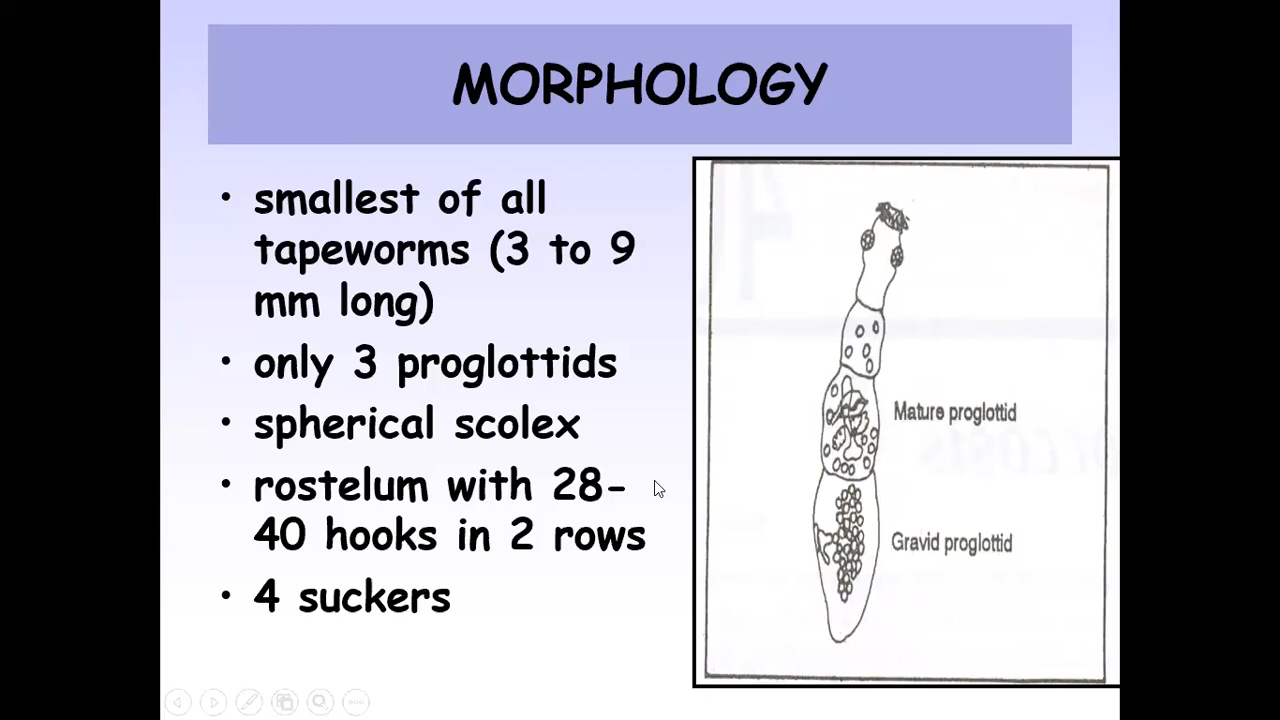 MORPHOLOGY
• smallest of all
tapeworms (3 to 9
mm long)
• only 3 proglottids
• spherical scolex
• rostelum with 28-
40 hooks in 2 rows
• 4 suckers
Mature proglottid
Gravid proglottid